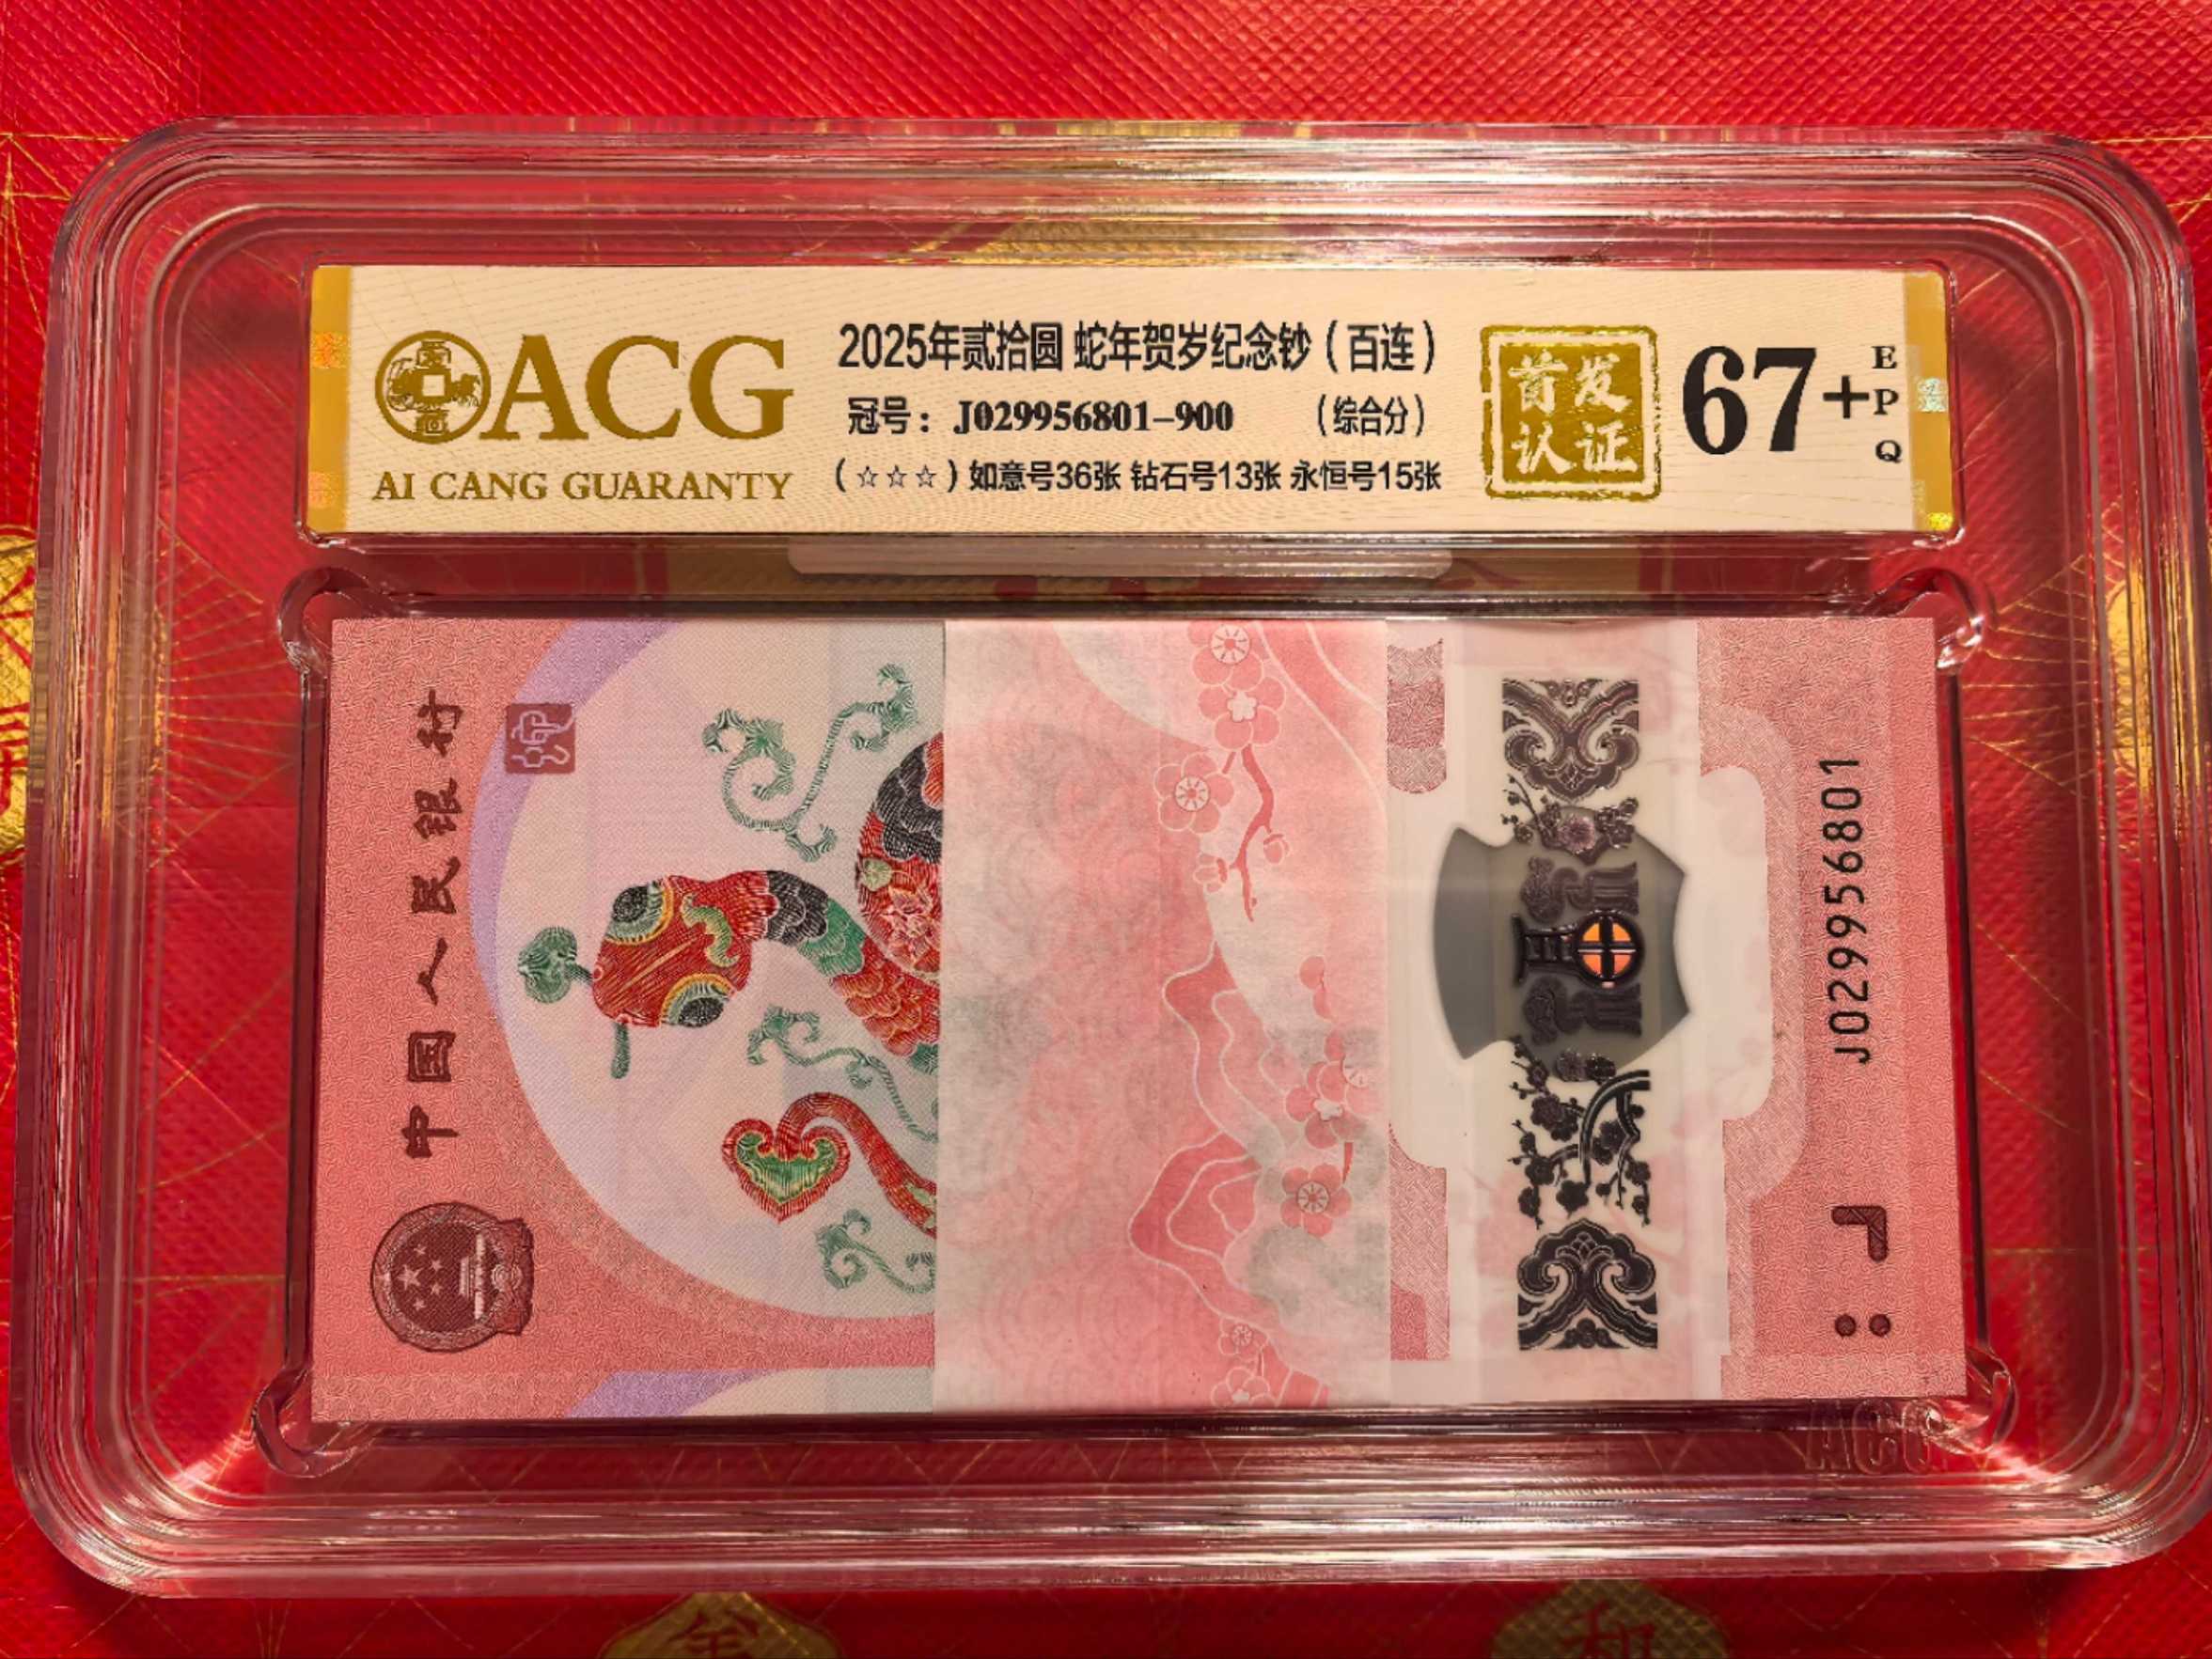 ACG
AI CANG GUARANTY
2025年贰拾圆 蛇年贺岁纪念钞（百连）
冠号：J029956801-900 （综合分）
（☆☆☆）如意号36张 钻石号13张 永恒号15张
首发
认证
67+
EPQ
中国人民银行
J029956801
ACG